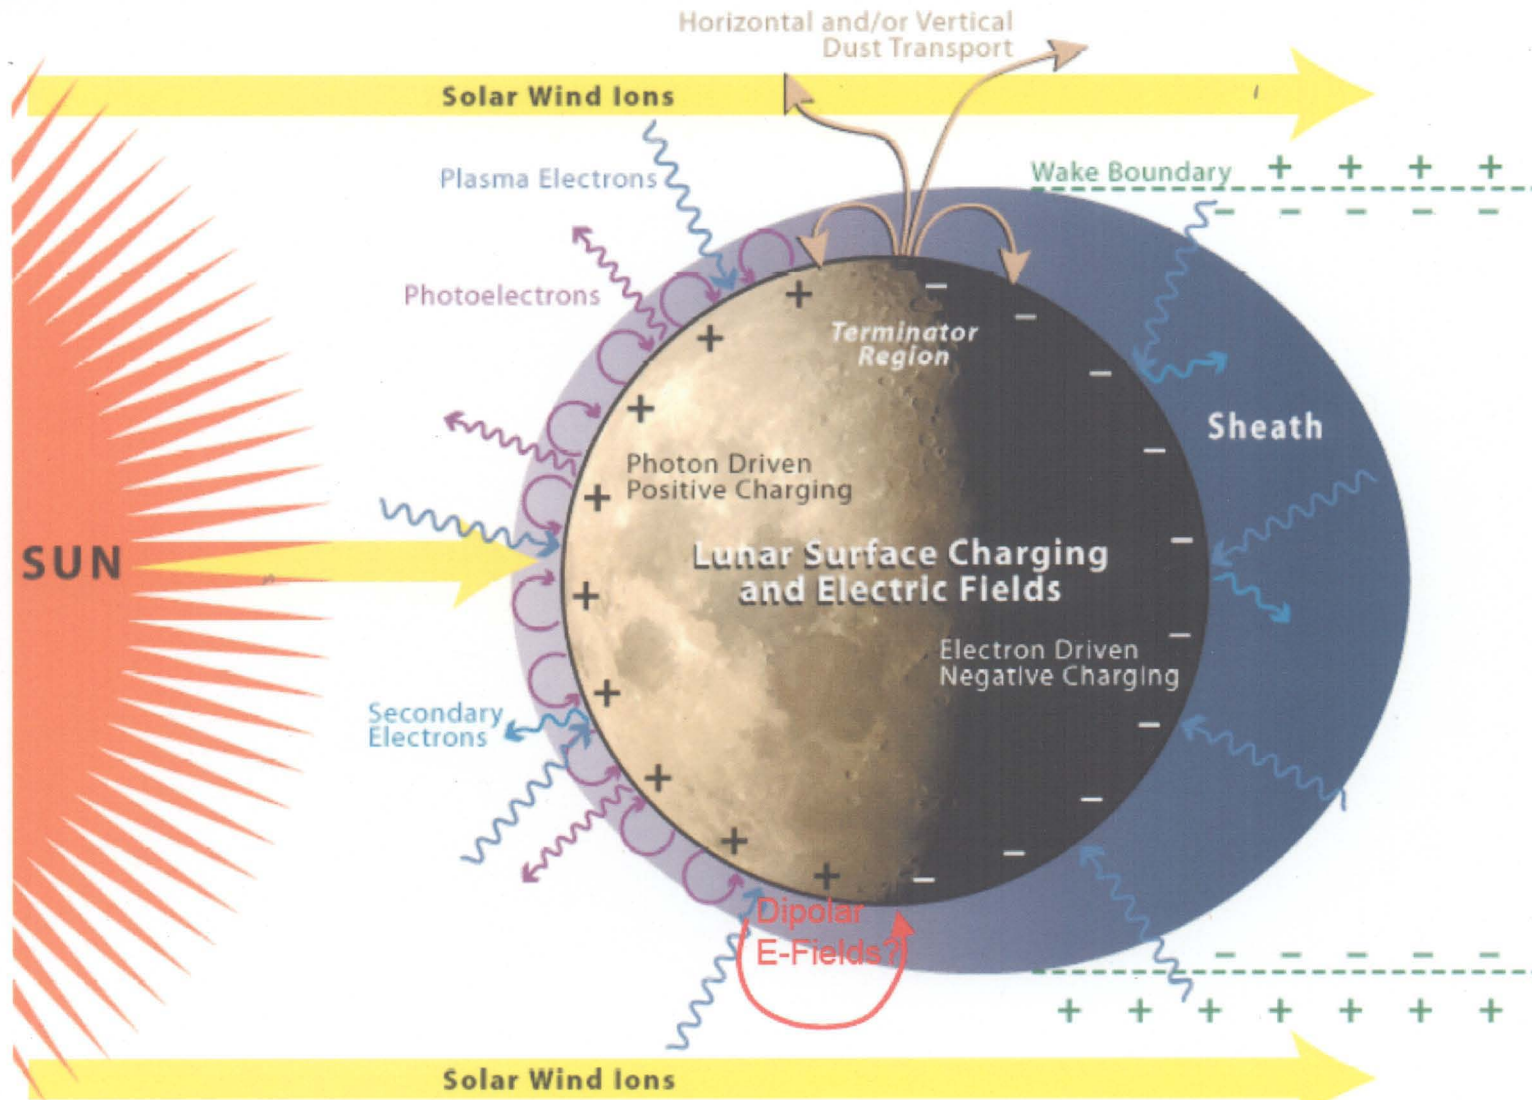 Horizontal and/or Vertical
Dust Transport
Solar Wind Ions
Plasma Electrons
Wake Boundary
+ + + +
− − − − −
Photoelectrons
Terminator
Region
Sheath
Photon Driven
Positive Charging
SUN
Lunar Surface Charging
and Electric Fields
Electron Driven
Negative Charging
Secondary
Electrons
Dipolar
E-Fields?
− − − − −
+ + + + + + +
Solar Wind Ions